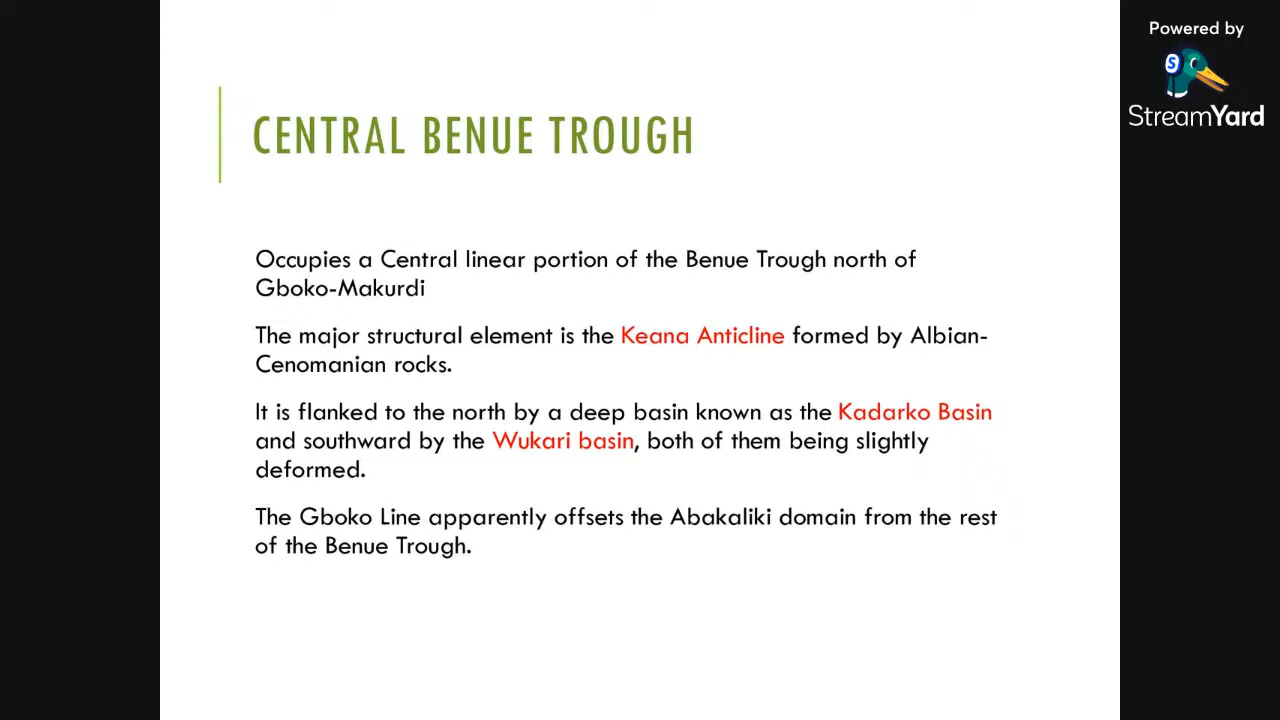 Powered by
StreamYard
CENTRAL BENUE TROUGH
Occupies a Central linear portion of the Benue Trough north of
Gboko-Makurdi
The major structural element is the Keana Anticline formed by Albian-
Cenomanian rocks.
It is flanked to the north by a deep basin known as the Kadarko Basin
and southward by the Wukari basin, both of them being slightly
deformed.
The Gboko Line apparently offsets the Abakaliki domain from the rest
of the Benue Trough.